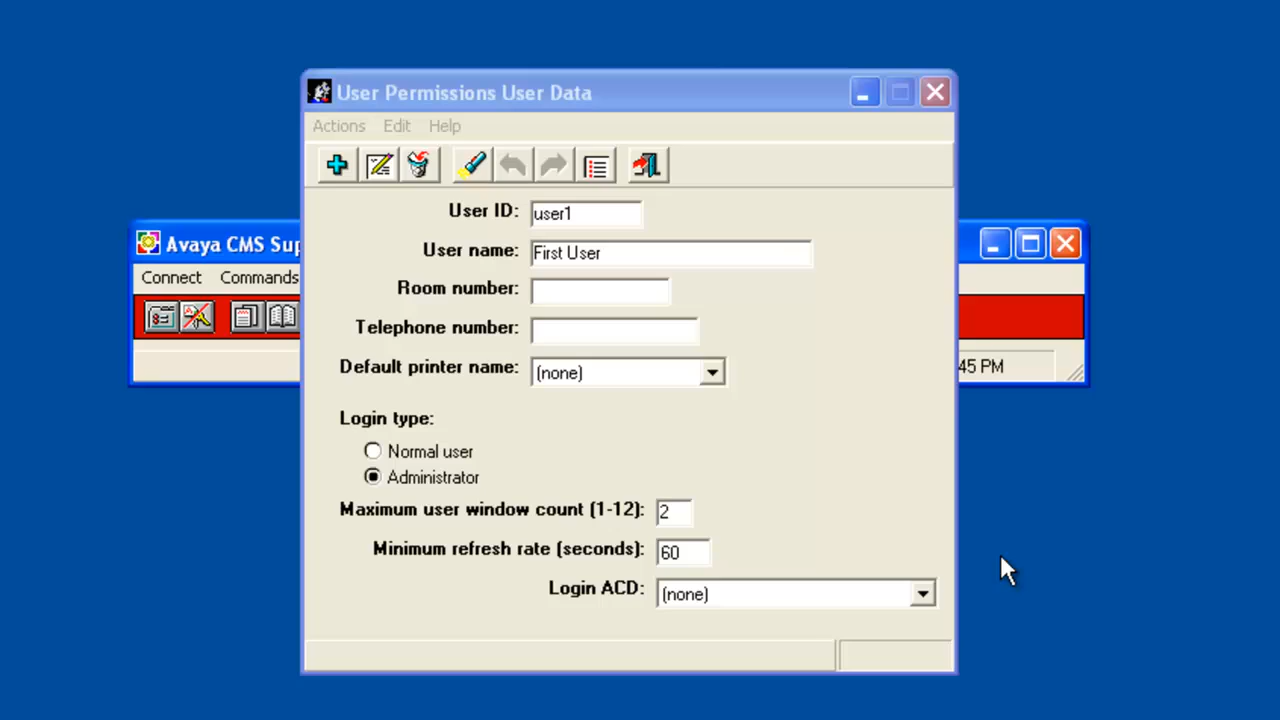 User Permissions User Data
Actions Edit Help
User ID: user1
Avaya CMS Sup
User name: First User
Connect Commands
Room number:
Telephone number:
Default printer name: (none)
45 PM
Login type:
Normal user
Administrator
Maximum user window count (1-12): 2
Minimum refresh rate (seconds): 60
Login ACD: (none)